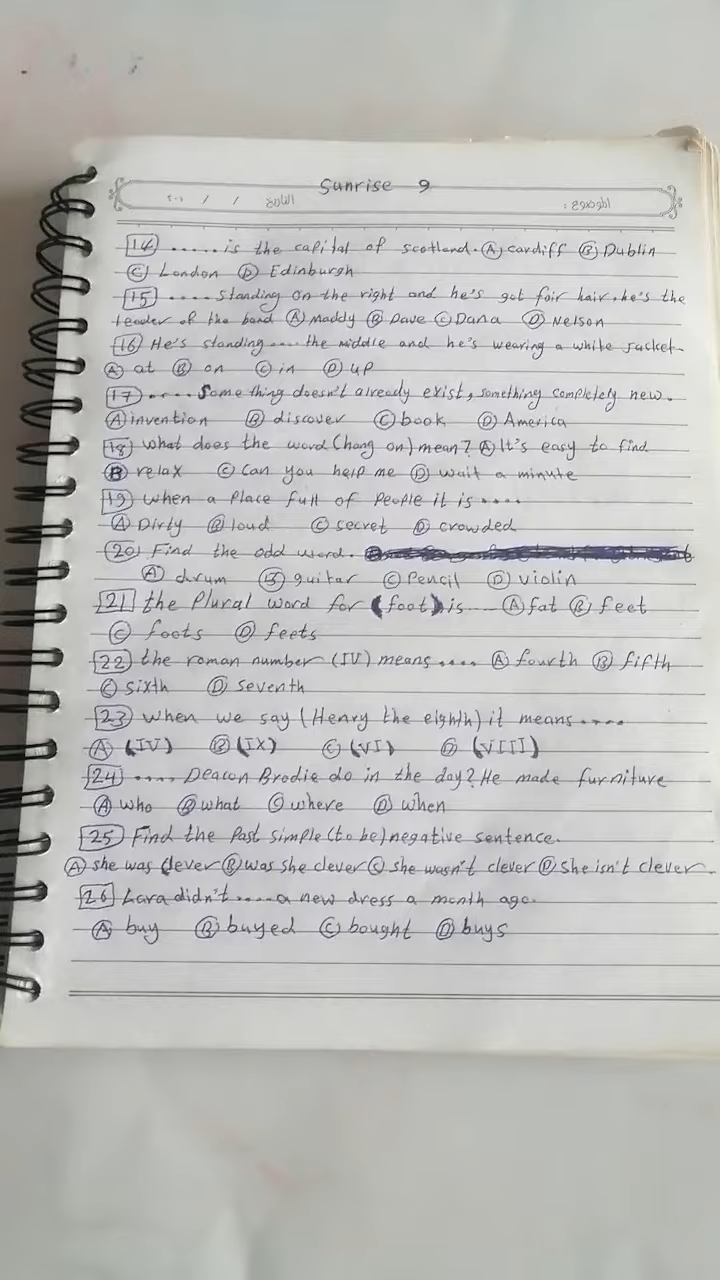 Sunrise 9
٢٠٠ / / التاريخ
الموضوع :
14 ..... is the capital of scotland. Ⓐ cardiff Ⓑ Dublin
Ⓒ London Ⓓ Edinburgh
15 .... standing on the right and he's got fair hair, he's the
leader of the band Ⓐ Maddy Ⓑ Dave Ⓒ Dana Ⓓ Nelson
16 He's standing .... the middle and he's wearing a white jacket.
Ⓐ at Ⓑ on Ⓒ in Ⓓ up
17 ..... Some thing doesn't already exist, something completely new.
Ⓐ invention Ⓑ discover Ⓒ book Ⓓ America
18 what does the word (hang on) mean? Ⓐ It's easy to find
Ⓑ relax Ⓒ Can you help me Ⓓ wait a minute
19 when a Place full of People it is ....
Ⓐ Dirty Ⓑ loud Ⓒ secret Ⓓ crowded
20 Find the odd word.
Ⓐ drum Ⓑ guitar Ⓒ Pencil Ⓓ violin
21 the Plural word for (foot) is .... Ⓐ fat Ⓑ feet
Ⓒ foots Ⓓ feets
22 the roman number (IV) means .... Ⓐ fourth Ⓑ fifth
Ⓒ sixth Ⓓ seventh
23 when we say (Henry the eighth) it means ....
Ⓐ (IV) Ⓑ (IX) Ⓒ (VI) Ⓓ (VIII)
24 .... Deacon Brodie do in the day? He made furniture
Ⓐ who Ⓑ what Ⓒ where Ⓓ when
25 Find the Past simple (to be) negative sentence.
Ⓐ she was clever Ⓑ was she clever Ⓒ she wasn't clever Ⓓ She isn't clever.
26 Lara didn't .... a new dress a month ago.
Ⓐ buy Ⓑ buyed Ⓒ bought Ⓓ buys